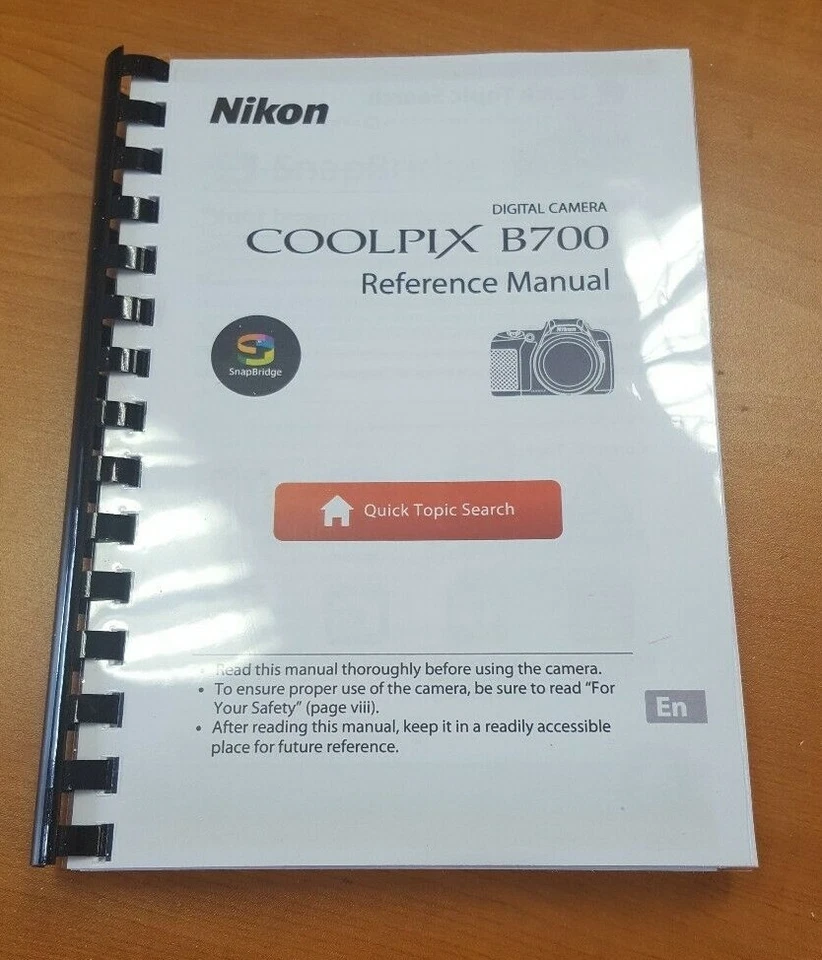 Nikon
DIGITAL CAMERA
COOLPIX B700
Reference Manual
SnapBridge
Nikon
Quick Topic Search
• Read this manual thoroughly before using the camera.
• To ensure proper use of the camera, be sure to read “For
Your Safety” (page viii).
• After reading this manual, keep it in a readily accessible
place for future reference.
En